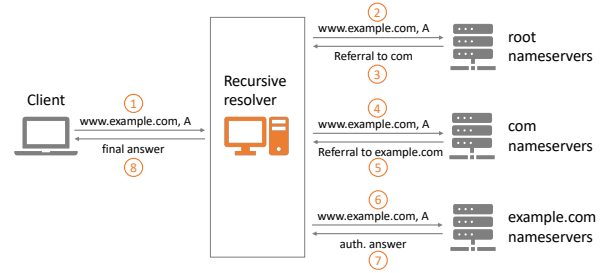 Client
1
www.example.com, A
final answer
8
Recursive
resolver
2
www.example.com, A
Referral to com
3
root
nameservers
4
www.example.com, A
Referral to example.com
5
com
nameservers
6
www.example.com, A
auth. answer
7
example.com
nameservers